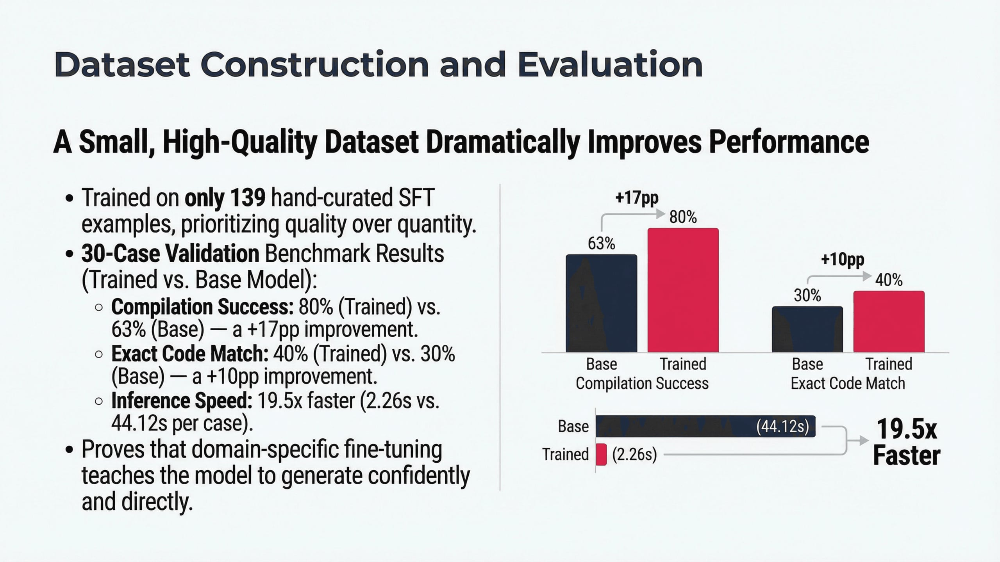 Dataset Construction and Evaluation
A Small, High-Quality Dataset Dramatically Improves Performance
• Trained on only 139 hand-curated SFT
examples, prioritizing quality over quantity.
• 30-Case Validation Benchmark Results
(Trained vs. Base Model):
○ Compilation Success: 80% (Trained) vs.
63% (Base) — a +17pp improvement.
○ Exact Code Match: 40% (Trained) vs. 30%
(Base) — a +10pp improvement.
○ Inference Speed: 19.5x faster (2.26s vs.
44.12s per case).
• Proves that domain-specific fine-tuning
teaches the model to generate confidently
and directly.
+17pp
80%
63%
+10pp
40%
30%
Base Trained Base Trained
Compilation Success Exact Code Match
Base (44.12s)
Trained (2.26s)
19.5x
Faster